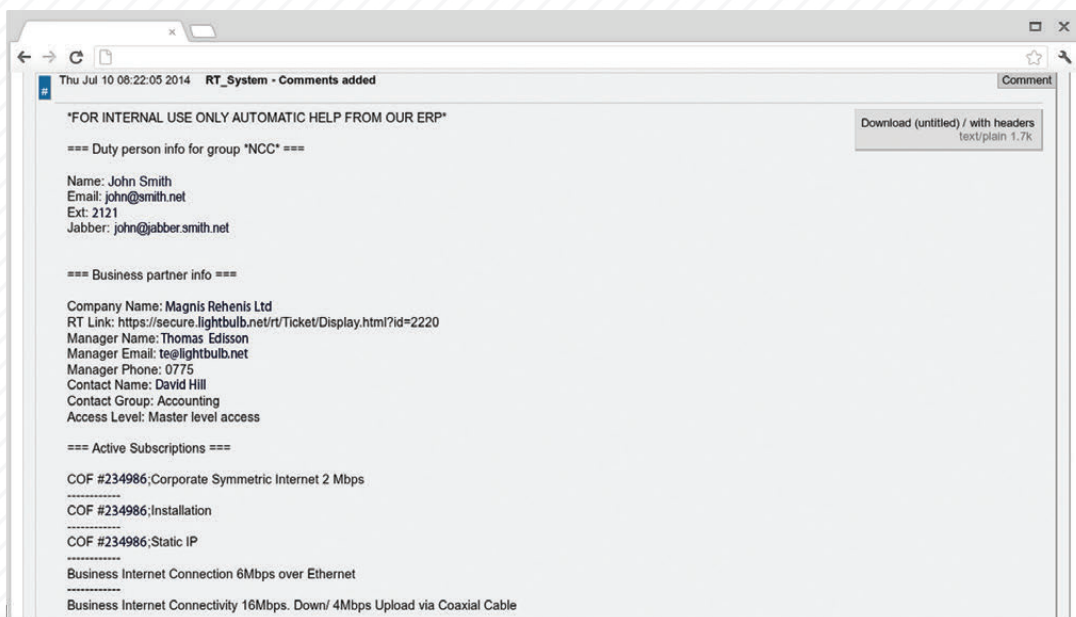 Thu Jul 10 08:22:05 2014 RT_System - Comments added
Comment
#
*FOR INTERNAL USE ONLY AUTOMATIC HELP FROM OUR ERP*
Download (untitled) / with headers
text/plain 1.7k
=== Duty person info for group *NCC* ===
Name: John Smith
Email: john@smith.net
Ext: 2121
Jabber: john@jabber.smith.net
=== Business partner info ===
Company Name: Magnis Rehenis Ltd
RT Link: https://secure.lightbulb.net/rt/Ticket/Display.html?id=2220
Manager Name: Thomas Edisson
Manager Email: te@lightbulb.net
Manager Phone: 0775
Contact Name: David Hill
Contact Group: Accounting
Access Level: Master level access
=== Active Subscriptions ===
COF #234986;Corporate Symmetric Internet 2 Mbps
------------
COF #234986;Installation
------------
COF #234986;Static IP
------------
Business Internet Connection 6Mbps over Ethernet
------------
Business Internet Connectivity 16Mbps. Down/ 4Mbps Upload via Coaxial Cable